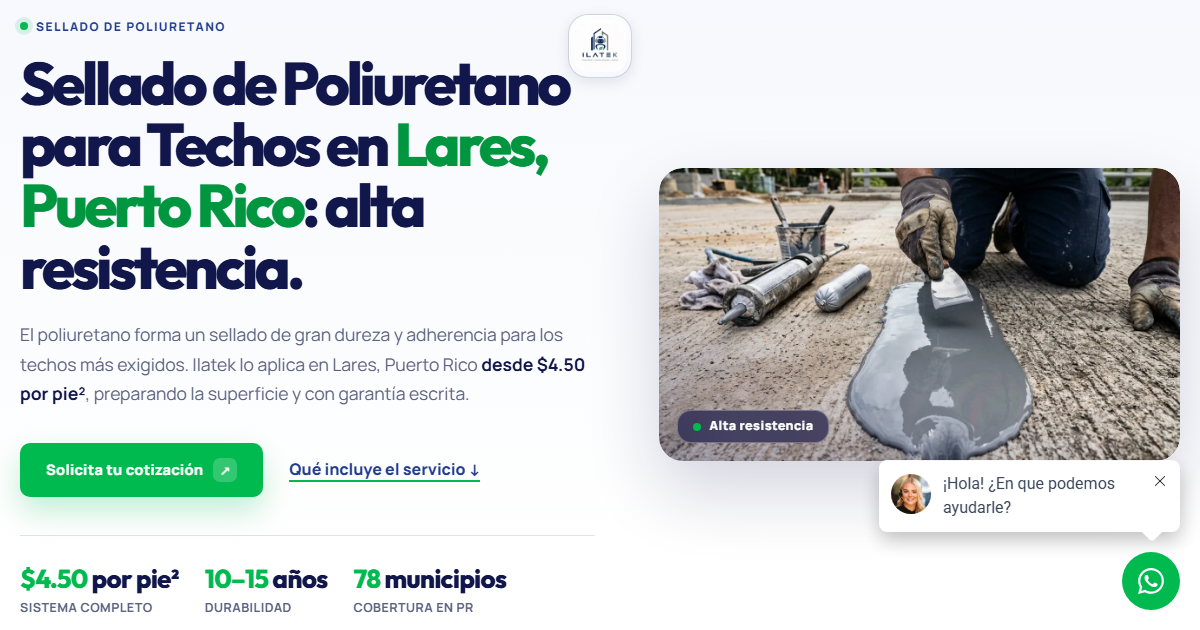 SELLADO DE POLIURETANO
ILATEK
Sellado de Poliuretano
para Techos en Lares,
Puerto Rico: alta
resistencia.
El poliuretano forma un sellado de gran dureza y adherencia para los
techos más exigidos. Ilatek lo aplica en Lares, Puerto Rico desde $4.50
por pie², preparando la superficie y con garantía escrita.
Solicita tu cotización ↗
Qué incluye el servicio ↓
$4.50 por pie²
SISTEMA COMPLETO
10–15 años
DURABILIDAD
78 municipios
COBERTURA EN PR
Alta resistencia
¡Hola! ¿En que podemos
ayudarle?